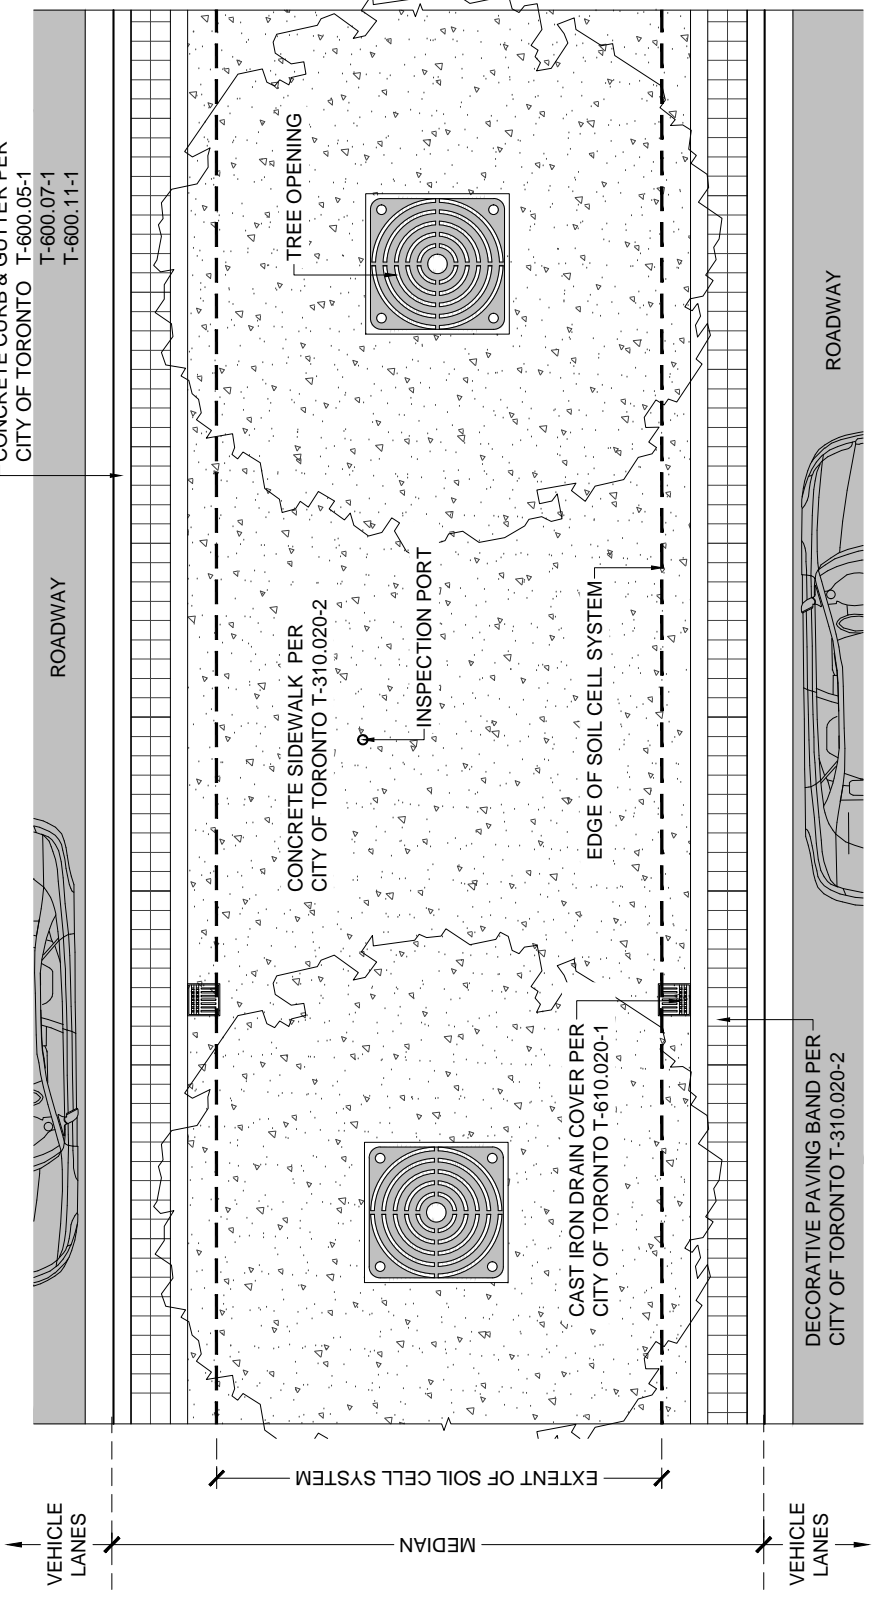 CONCRETE CURB & GUTTER PER
CITY OF TORONTO T-600.05-1
T-600.07-1
T-600.11-1
ROADWAY
TREE OPENING
CONCRETE SIDEWALK PER
CITY OF TORONTO T-310.020-2
INSPECTION PORT
EDGE OF SOIL CELL SYSTEM
CAST IRON DRAIN COVER PER
CITY OF TORONTO T-610.020-1
ROADWAY
DECORATIVE PAVING BAND PER
CITY OF TORONTO T-310.020-2
EXTENT OF SOIL CELL SYSTEM
MEDIAN
VEHICLE
LANES
VEHICLE
LANES